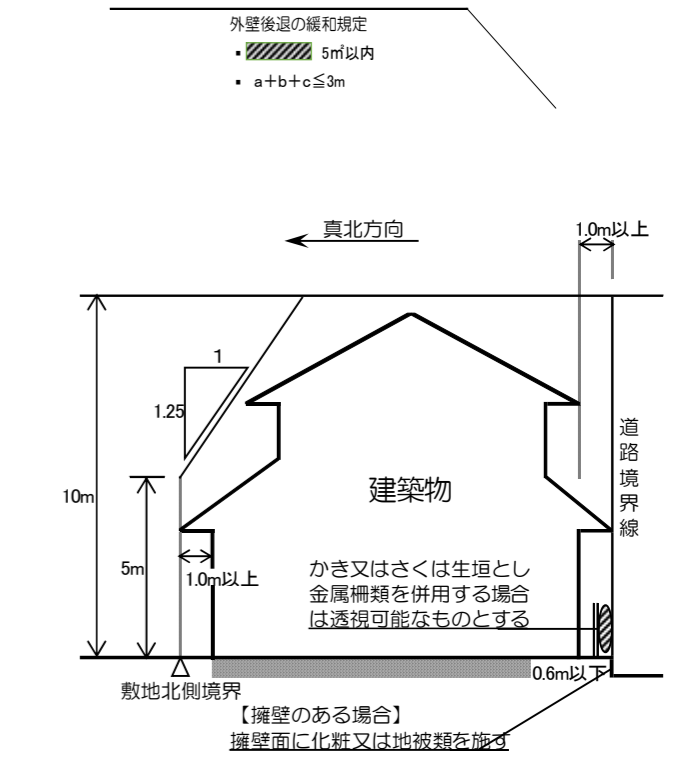 外壁後退の緩和規定
▪ 5㎡以内
▪ a+b+c≦3m
真北方向
1.0m以上
1
1.25
道路境界線
10m
建築物
5m
1.0m以上
かき又はさくは生垣とし
金属柵類を併用する場合
は透視可能なものとする
0.6m以下
敷地北側境界
【擁壁のある場合】
擁壁面に化粧又は地被類を施す